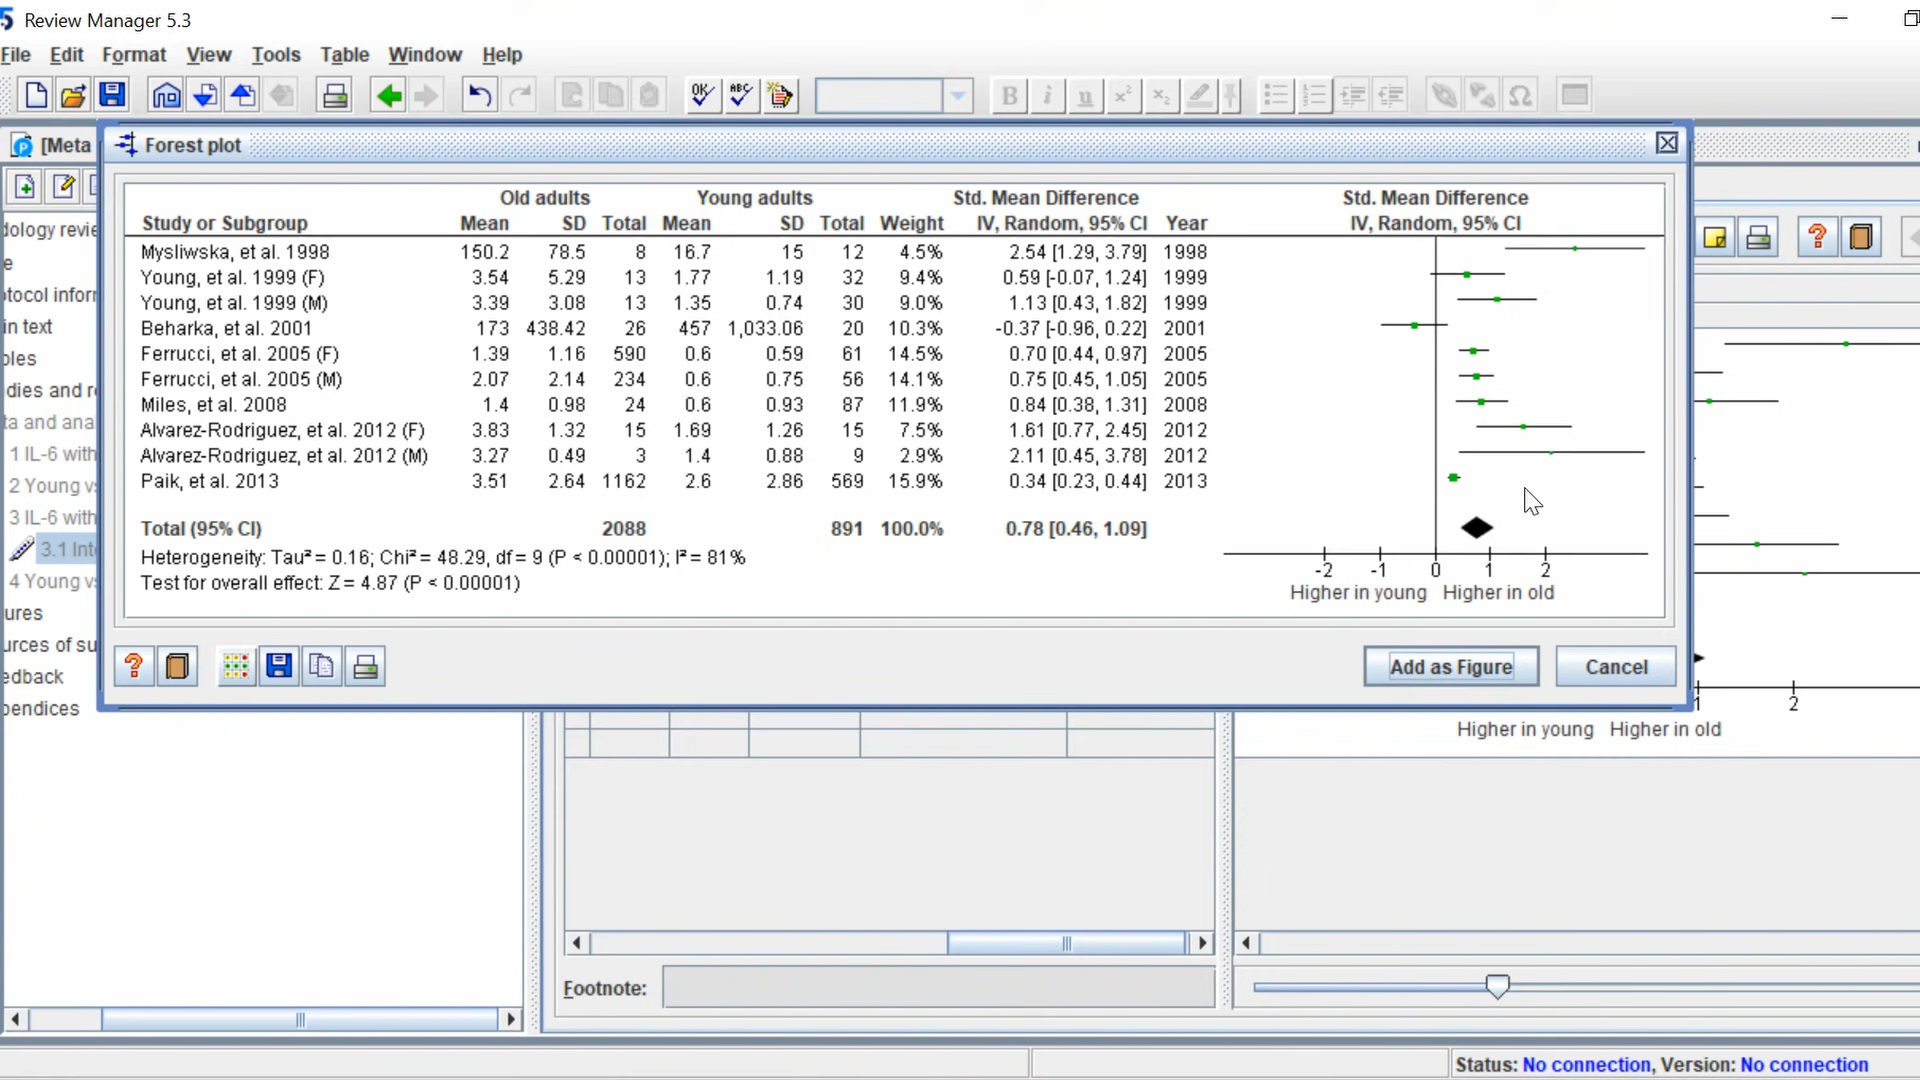 Review Manager 5.3
File Edit Format View Tools Table Window Help
[Meta
Forest plot
Old adults Young adults Std. Mean Difference Std. Mean Difference
Study or Subgroup Mean SD Total Mean SD Total Weight IV, Random, 95% CI Year IV, Random, 95% CI
Mysliwska, et al. 1998 150.2 78.5 8 16.7 15 12 4.5% 2.54 [1.29, 3.79] 1998
Young, et al. 1999 (F) 3.54 5.29 13 1.77 1.19 32 9.4% 0.59 [-0.07, 1.24] 1999
Young, et al. 1999 (M) 3.39 3.08 13 1.35 0.74 30 9.0% 1.13 [0.43, 1.82] 1999
Beharka, et al. 2001 173 438.42 26 457 1,033.06 20 10.3% -0.37 [-0.96, 0.22] 2001
Ferrucci, et al. 2005 (F) 1.39 1.16 590 0.6 0.59 61 14.5% 0.70 [0.44, 0.97] 2005
Ferrucci, et al. 2005 (M) 2.07 2.14 234 0.6 0.75 56 14.1% 0.75 [0.45, 1.05] 2005
Miles, et al. 2008 1.4 0.98 24 0.6 0.93 87 11.9% 0.84 [0.38, 1.31] 2008
Alvarez-Rodriguez, et al. 2012 (F) 3.83 1.32 15 1.69 1.26 15 7.5% 1.61 [0.77, 2.45] 2012
Alvarez-Rodriguez, et al. 2012 (M) 3.27 0.49 3 1.4 0.88 9 2.9% 2.11 [0.45, 3.78] 2012
Paik, et al. 2013 3.51 2.64 1162 2.6 2.86 569 15.9% 0.34 [0.23, 0.44] 2013
Total (95% CI) 2088 891 100.0% 0.78 [0.46, 1.09]
Heterogeneity: Tau² = 0.16; Chi² = 48.29, df = 9 (P < 0.00001); I² = 81%
Test for overall effect: Z = 4.87 (P < 0.00001)
-2 -1 0 1 2
Higher in young Higher in old
Add as Figure Cancel
dology revie
e
tocol inforr
in text
les
dies and r
ta and ana
1 IL-6 with
2 Young v
3 IL-6 with
3.1 Int
4 Young v
ures
urces of su
edback
pendices
1 2
Higher in young Higher in old
Footnote:
Status: No connection, Version: No connection